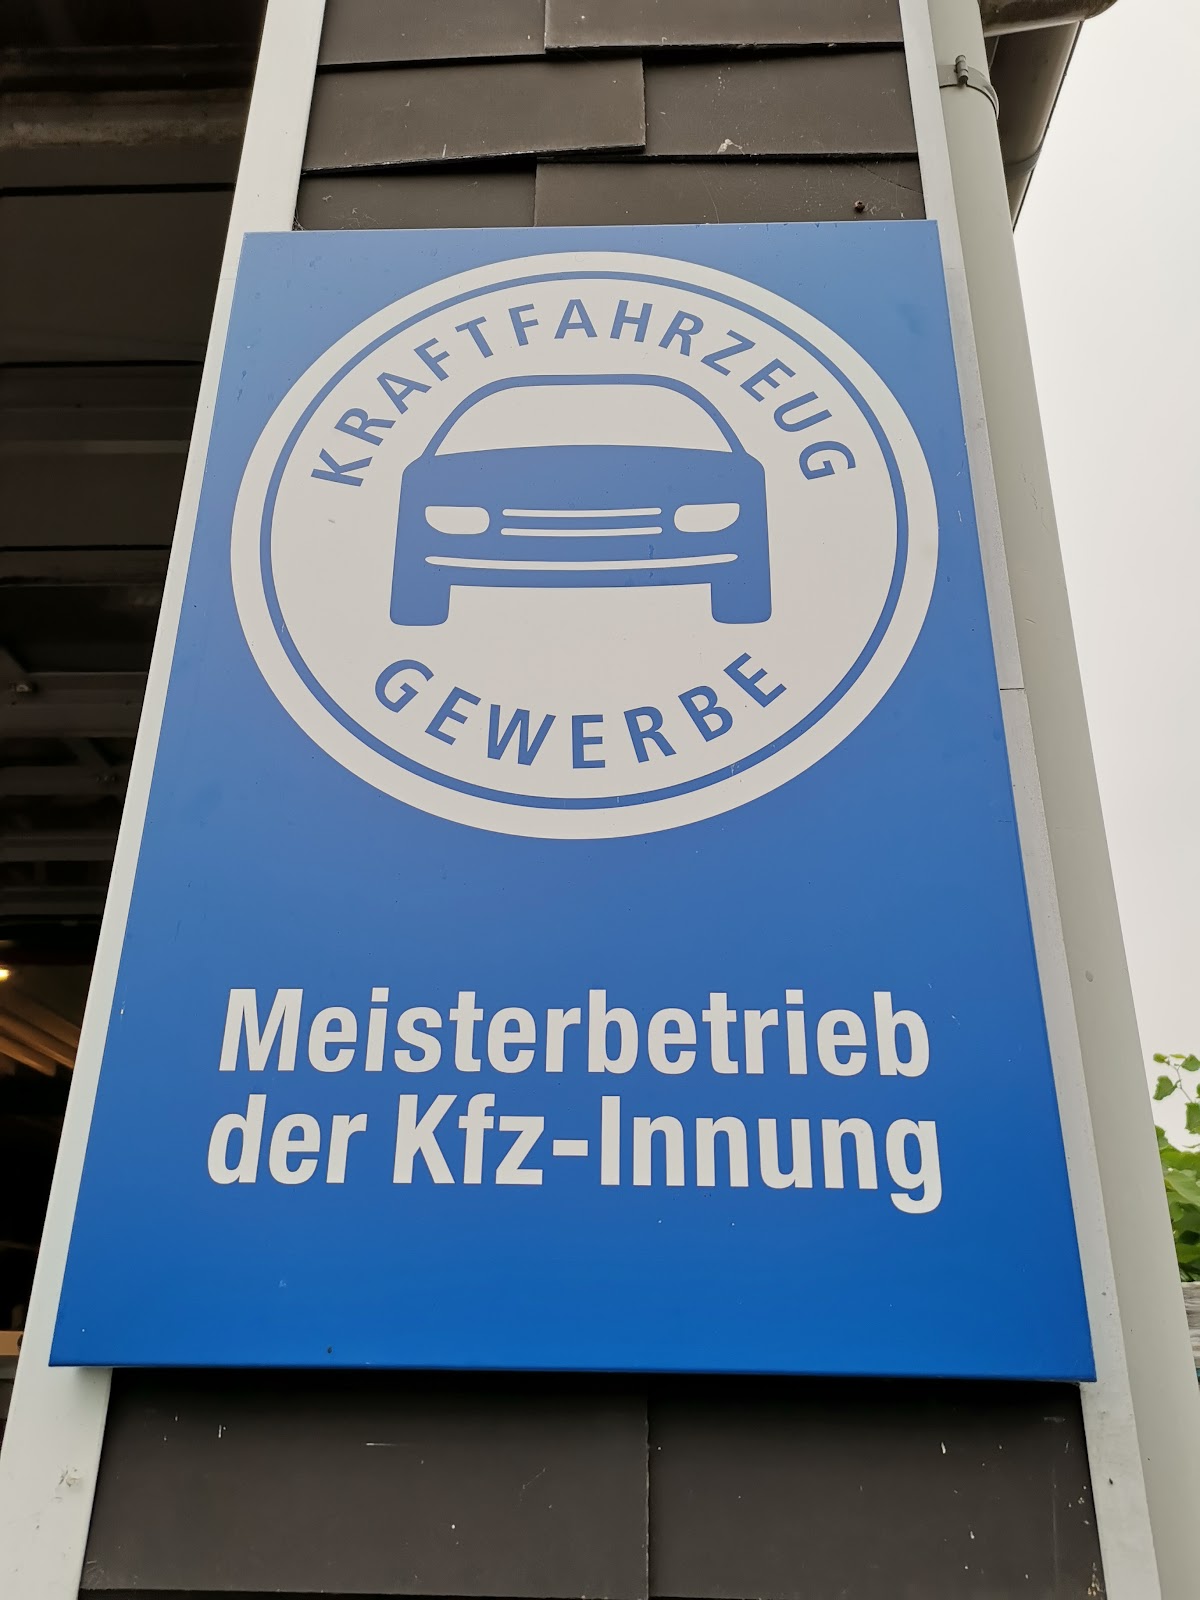 KRAFTFAHRZEUG
GEWERBE
Meisterbetrieb
der Kfz-Innung